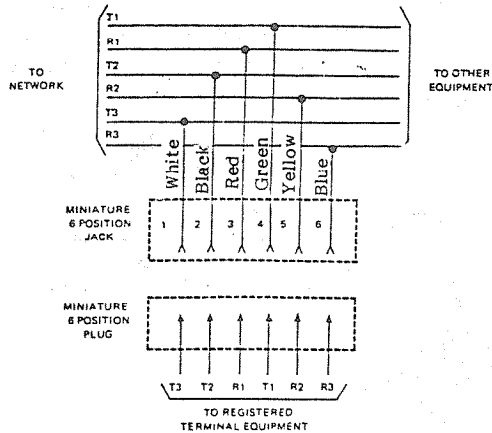 T1
R1
T2
R2
T3
R3
TO
NETWORK
TO OTHER
EQUIPMENT
White
Black
Red
Green
Yellow
Blue
MINIATURE
6 POSITION
JACK
1 2 3 4 5 6
MINIATURE
6 POSITION
PLUG
T3 T2 R1 T1 R2 R3
TO REGISTERED
TERMINAL EQUIPMENT